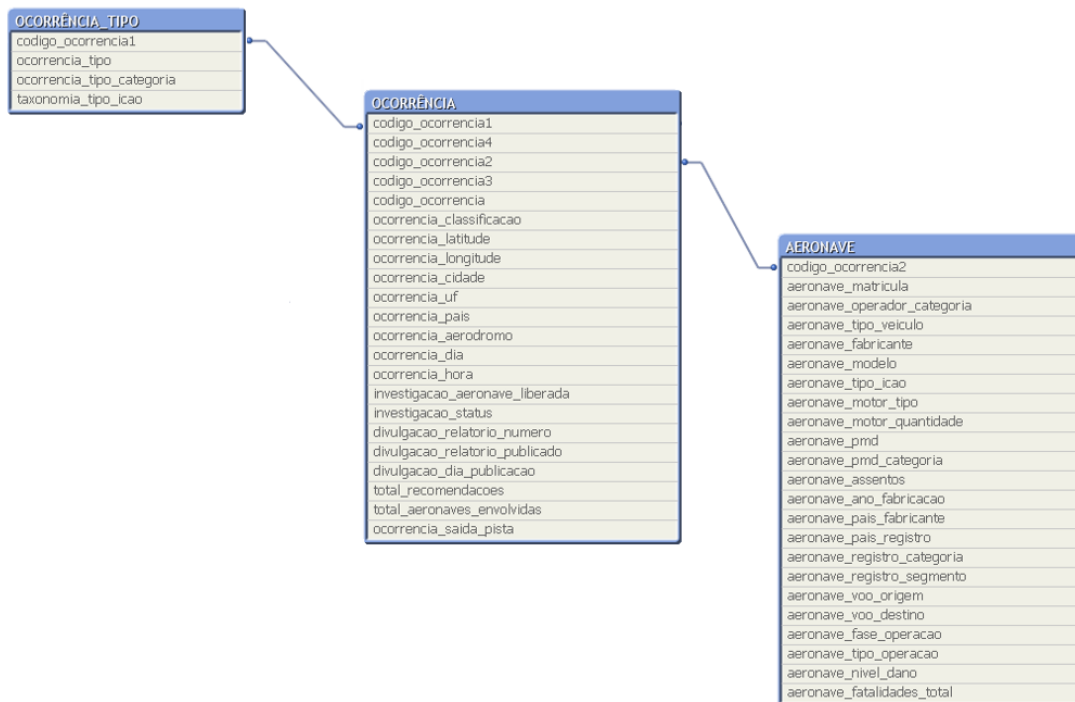 OCORRÊNCIA_TIPO
codigo_ocorrencia1
ocorrencia_tipo
ocorrencia_tipo_categoria
taxonomia_tipo_icao
OCORRÊNCIA
codigo_ocorrencia1
codigo_ocorrencia4
codigo_ocorrencia2
codigo_ocorrencia3
codigo_ocorrencia
ocorrencia_classificacao
ocorrencia_latitude
ocorrencia_longitude
ocorrencia_cidade
ocorrencia_uf
ocorrencia_pais
ocorrencia_aerodromo
ocorrencia_dia
ocorrencia_hora
investigacao_aeronave_liberada
investigacao_status
divulgacao_relatorio_numero
divulgacao_relatorio_publicado
divulgacao_dia_publicacao
total_recomendacoes
total_aeronaves_envolvidas
ocorrencia_saida_pista
AERONAVE
codigo_ocorrencia2
aeronave_matricula
aeronave_operador_categoria
aeronave_tipo_veiculo
aeronave_fabricante
aeronave_modelo
aeronave_tipo_icao
aeronave_motor_tipo
aeronave_motor_quantidade
aeronave_pmd
aeronave_pmd_categoria
aeronave_assentos
aeronave_ano_fabricacao
aeronave_pais_fabricante
aeronave_pais_registro
aeronave_registro_categoria
aeronave_registro_segmento
aeronave_voo_origem
aeronave_voo_destino
aeronave_fase_operacao
aeronave_tipo_operacao
aeronave_nivel_dano
aeronave_fatalidades_total